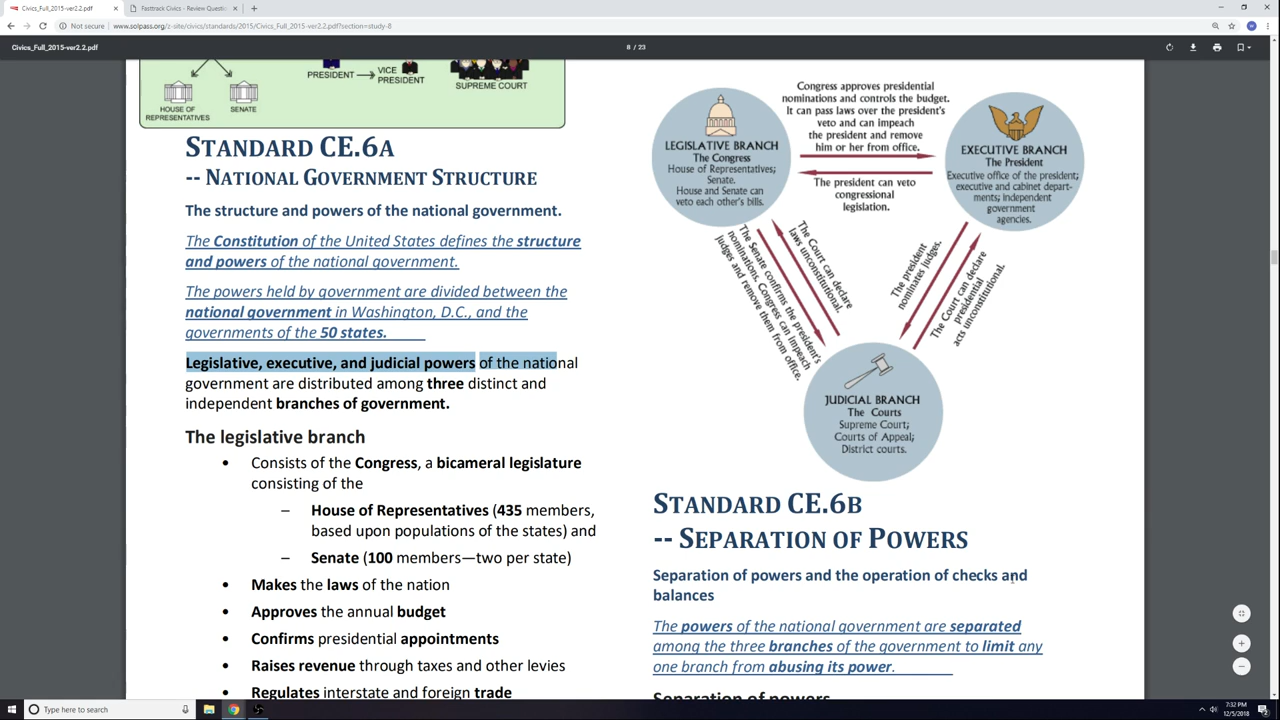 Civics_Full_2015-ver2.2.pdf
Fasttrack Civics - Review Questio
Not secure | www.solpass.org/z-site/civics/standards/2015/Civics_Full_2015-ver2.2.pdf?section=study-8
Civics_Full_2015-ver2.2.pdf
8 / 23
HOUSE OF
REPRESENTATIVES
SENATE
PRESIDENT
VICE
PRESIDENT
SUPREME COURT
STANDARD CE.6A
-- NATIONAL GOVERNMENT STRUCTURE
The structure and powers of the national government.
The Constitution of the United States defines the structure
and powers of the national government.
The powers held by government are divided between the
national government in Washington, D.C., and the
governments of the 50 states.
Legislative, executive, and judicial powers of the national
government are distributed among three distinct and
independent branches of government.
The legislative branch
• Consists of the Congress, a bicameral legislature
consisting of the
– House of Representatives (435 members,
based upon populations of the states) and
– Senate (100 members—two per state)
• Makes the laws of the nation
• Approves the annual budget
• Confirms presidential appointments
• Raises revenue through taxes and other levies
• Regulates interstate and foreign trade
LEGISLATIVE BRANCH
The Congress
House of Representatives;
Senate.
House and Senate can
veto each other's bills.
Congress approves presidential
nominations and controls the budget.
It can pass laws over the president's
veto and can impeach
the president and remove
him or her from office.
The president can veto
congressional
legislation.
EXECUTIVE BRANCH
The President
Executive office of the president;
executive and cabinet depart-
ments; independent
government
agencies.
The Court can declare
laws unconstitutional.
The Senate confirms the president's
nominations. Congress can impeach
judges and remove them from office.
The president
nominates judges.
The Court can declare
presidential
acts unconstitutional.
JUDICIAL BRANCH
The Courts
Supreme Court;
Courts of Appeal;
District courts.
STANDARD CE.6B
-- SEPARATION OF POWERS
Separation of powers and the operation of checks and
balances
The powers of the national government are separated
among the three branches of the government to limit any
one branch from abusing its power.
Separation of powers
Type here to search
7:32 PM
12/5/2018